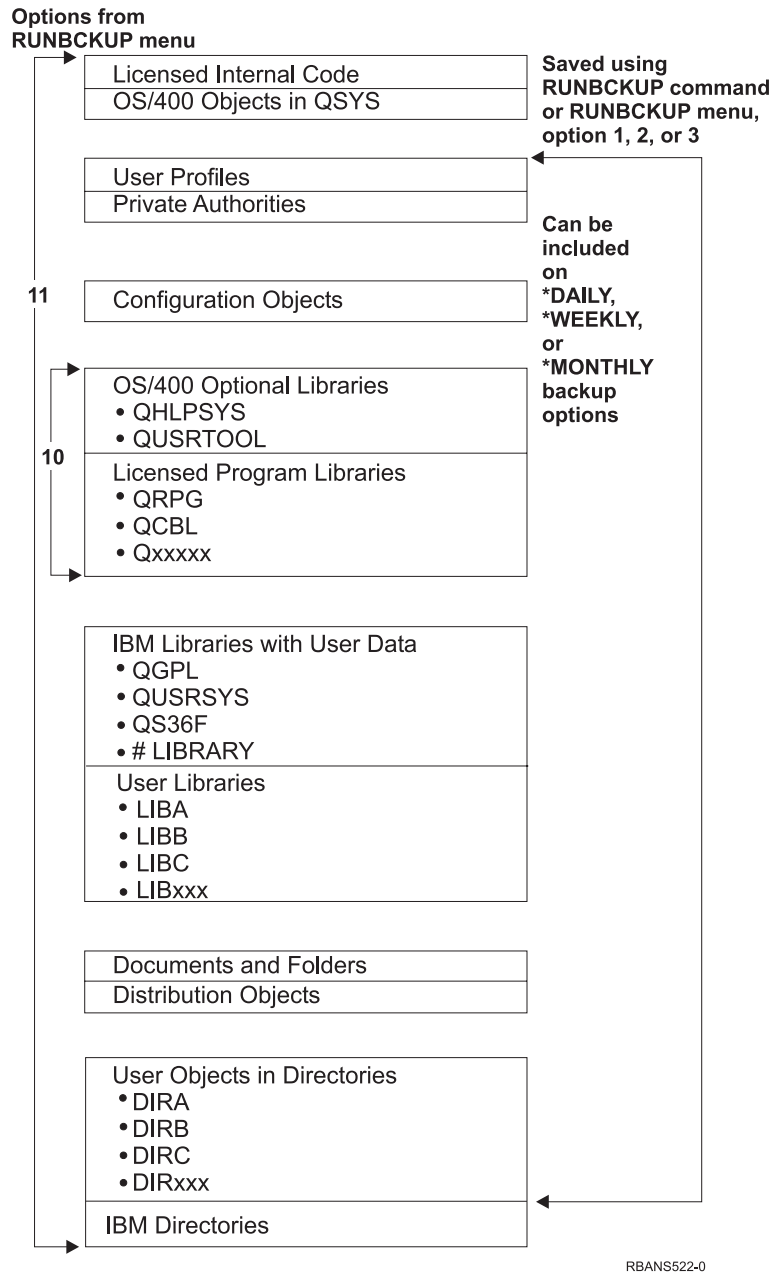 Options from
RUNBCKUP menu
Licensed Internal Code
OS/400 Objects in QSYS
Saved using
RUNBCKUP command
or RUNBCKUP menu,
option 1, 2, or 3
User Profiles
Private Authorities
Can be
included
on
*DAILY,
*WEEKLY,
or
*MONTHLY
backup
options
11
Configuration Objects
10
OS/400 Optional Libraries
• QHLPSYS
• QUSRTOOL
Licensed Program Libraries
• QRPG
• QCBL
• Qxxxxx
IBM Libraries with User Data
• QGPL
• QUSRSYS
• QS36F
• # LIBRARY
User Libraries
• LIBA
• LIBB
• LIBC
• LIBxxx
Documents and Folders
Distribution Objects
User Objects in Directories
• DIRA
• DIRB
• DIRC
• DIRxxx
IBM Directories
RBANS522-0